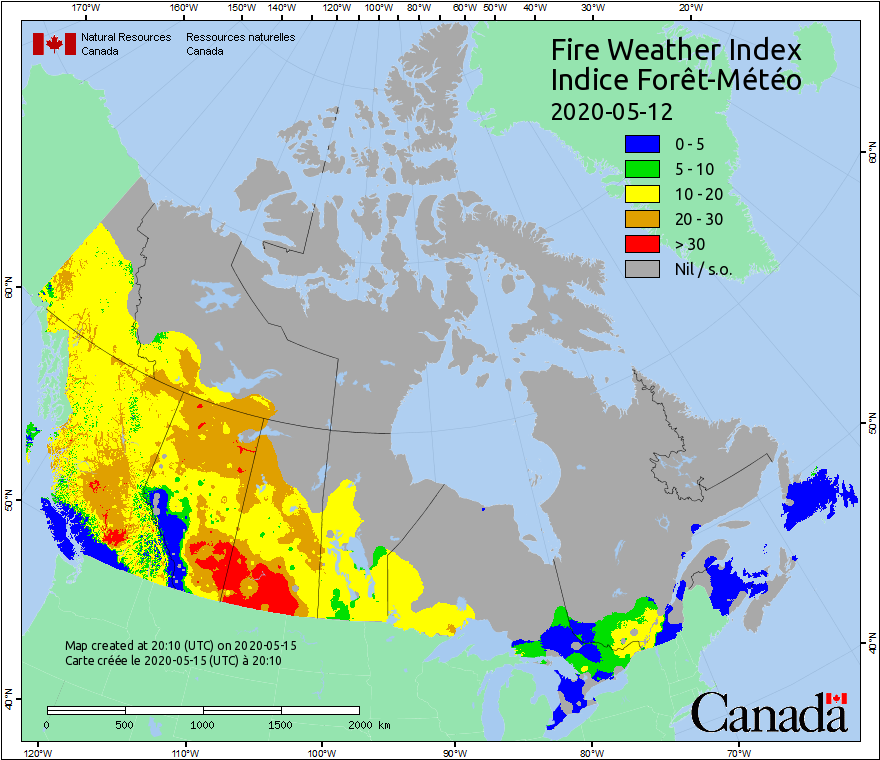 170°W 160°W 150°W 140°W 130°W 120°W 110°W 100°W 90°W 80°W 70°W 60°W 50°W 40°W 30°W 20°W
Natural Resources Ressources naturelles
Canada Canada
Fire Weather Index
Indice Forêt-Météo
2020-05-12
0 - 5
5 - 10
10 - 20
20 - 30
> 30
Nil / s.o.
60°N
60°N
50°N
50°N
40°N
40°N
Map created at 20:10 (UTC) on 2020-05-15
Carte créée le 2020-05-15 (UTC) à 20:10
0 500 1000 1500 2000 km
Canada
120°W 110°W 100°W 90°W 80°W 70°W